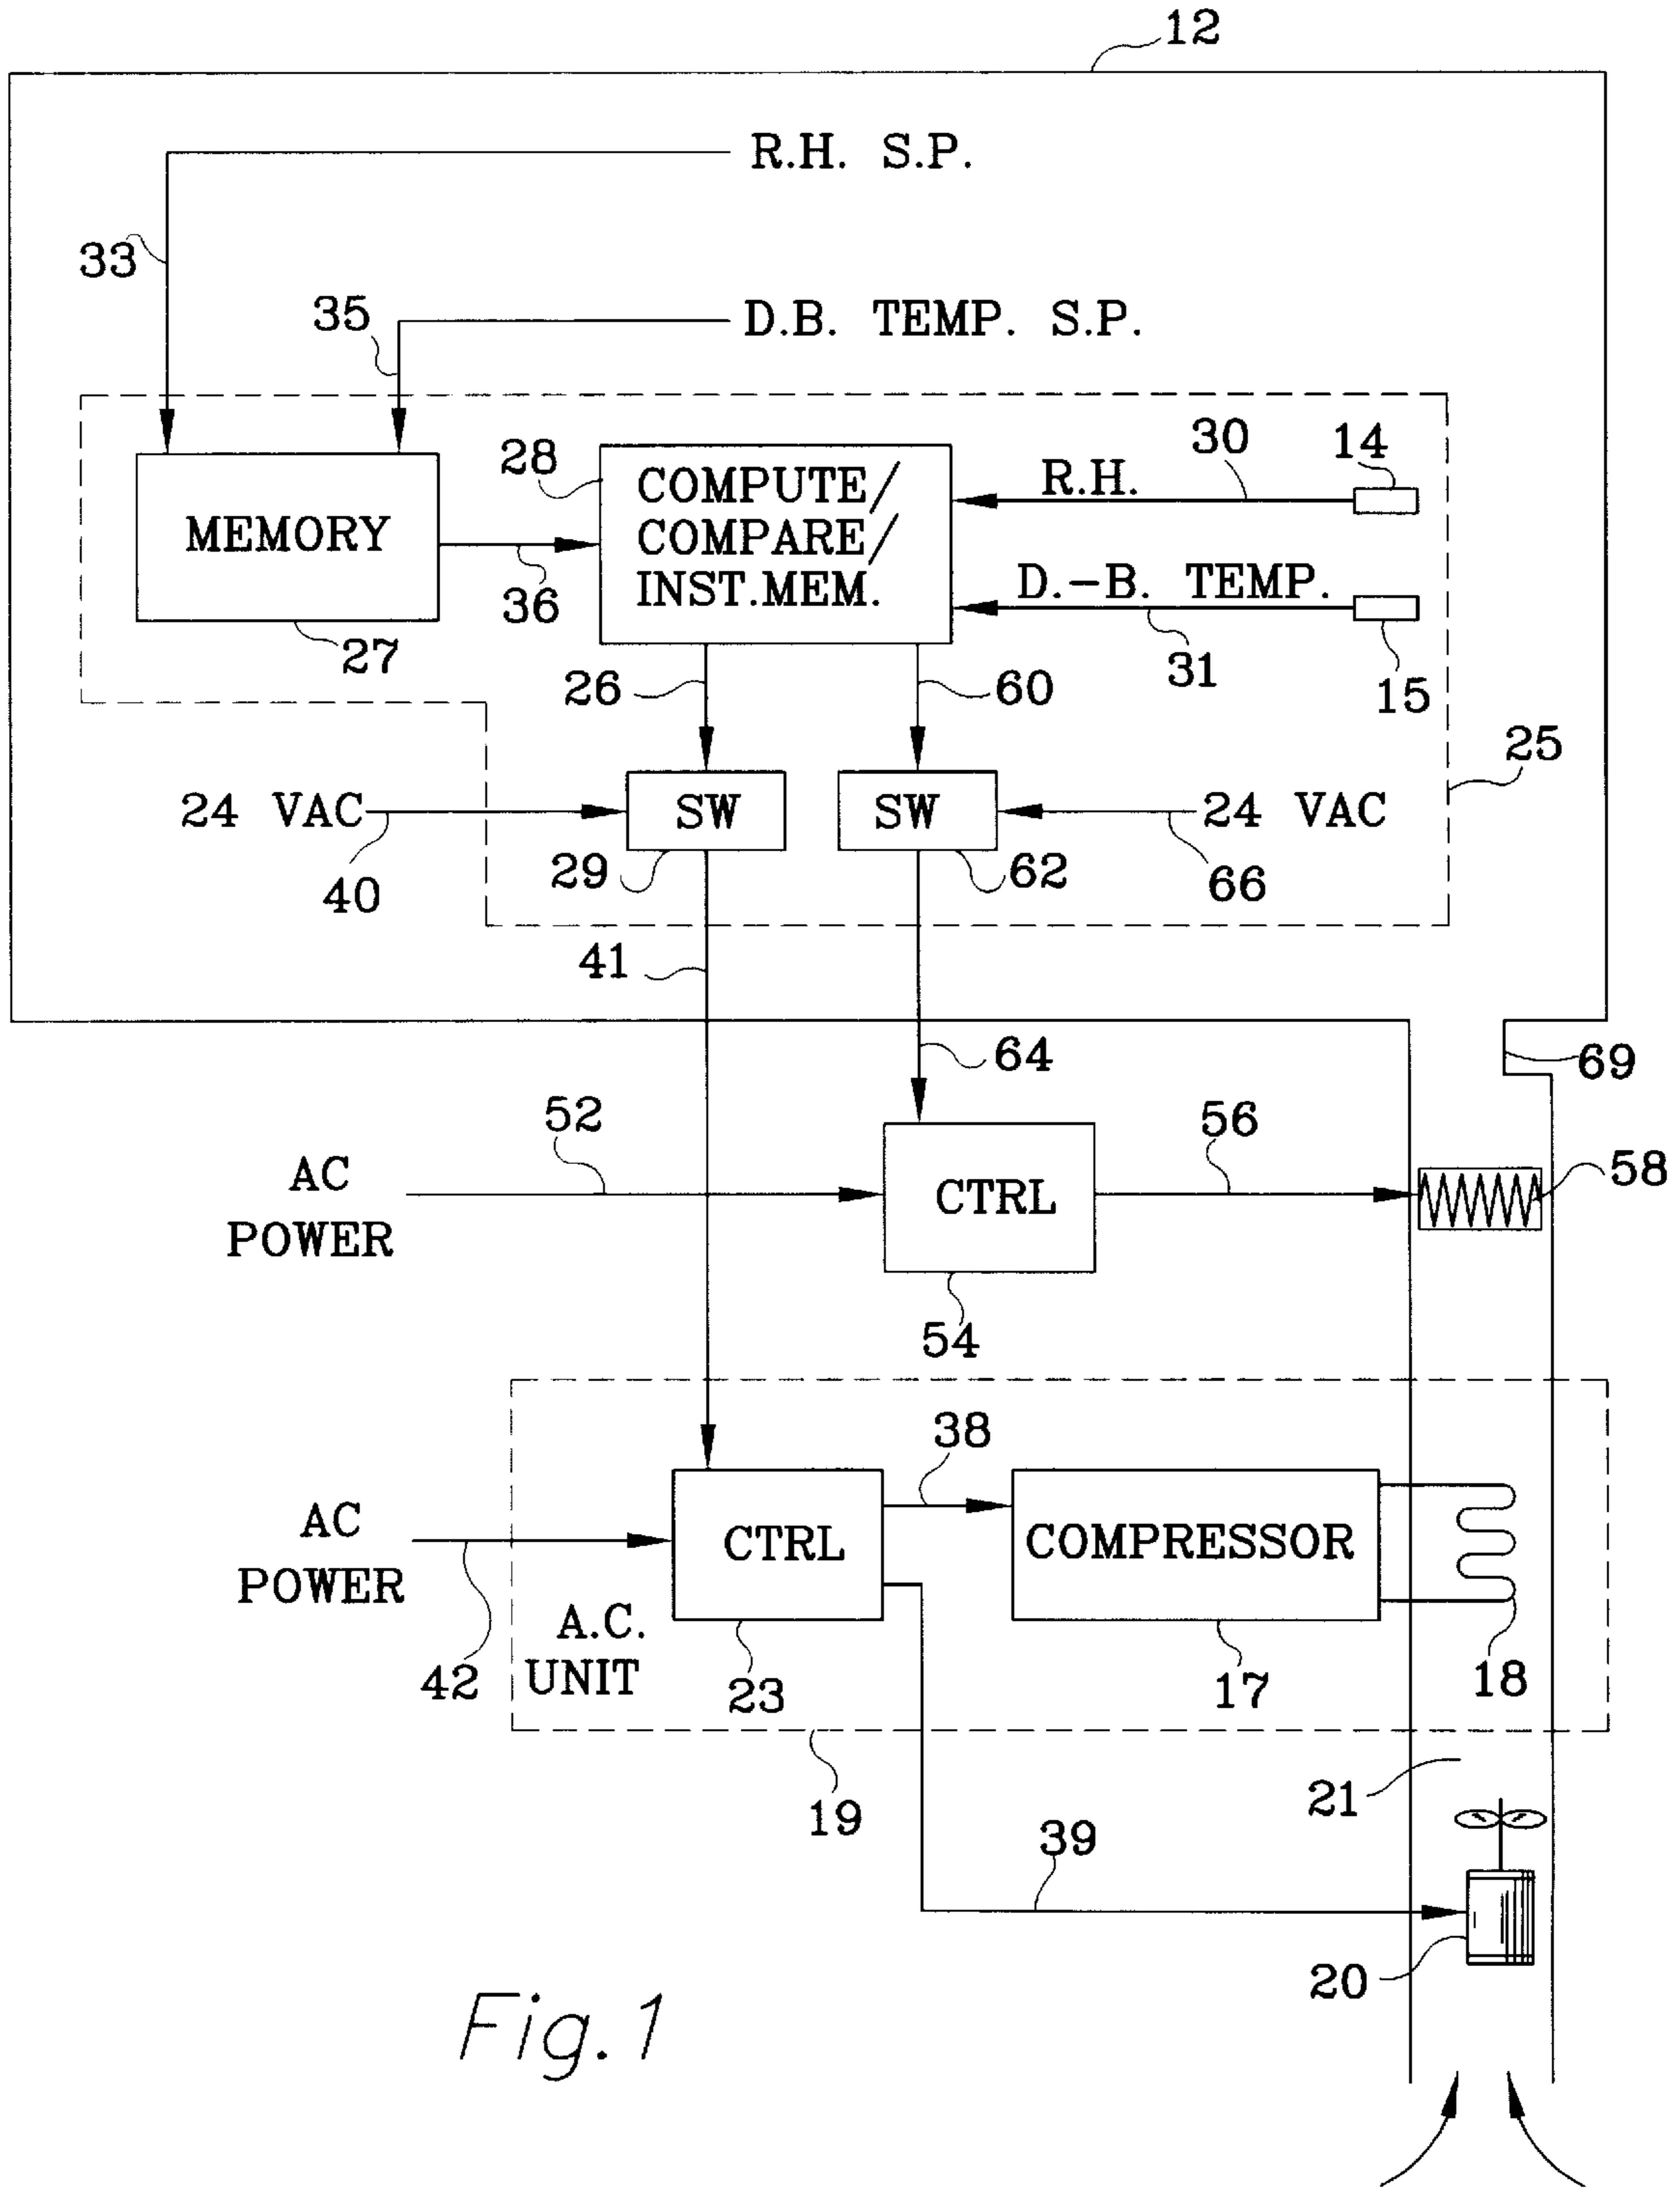 12
R.H. S.P.
33
35
D.B. TEMP. S.P.
28
COMPUTE/
COMPARE/
INST.MEM.
MEMORY
R.H.
30
14
D.-B. TEMP.
36
27
31
15
26
60
25
24 VAC
SW
SW
24 VAC
40
29
62
66
41
64
69
52
56
58
AC
POWER
CTRL
54
38
AC
POWER
CTRL
COMPRESSOR
A.C.
UNIT
42
23
17
18
19
21
39
20
Fig.1